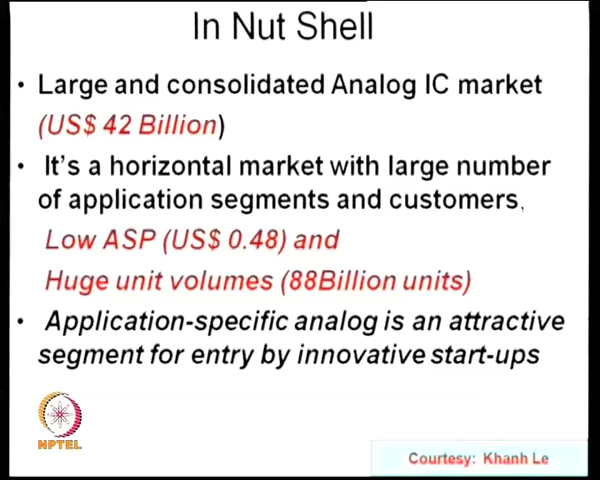 In Nut Shell
• Large and consolidated Analog IC market
(US$ 42 Billion)
• It's a horizontal market with large number
of application segments and customers,
Low ASP (US$ 0.48) and
Huge unit volumes (88Billion units)
• Application-specific analog is an attractive
segment for entry by innovative start-ups
NPTEL
Courtesy: Khanh Le